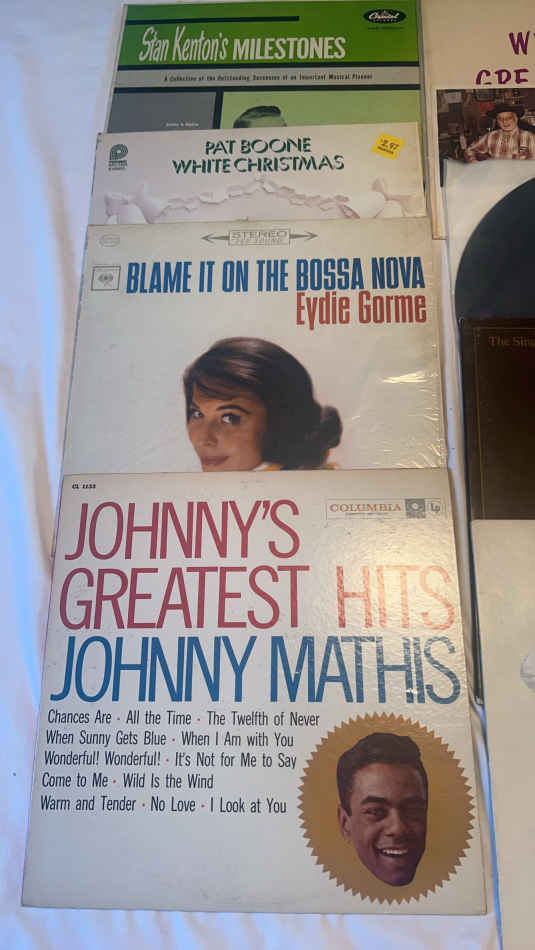 Stan Kenton's MILESTONES
Capitol
A Collection of the Outstanding Successes of an Important Musical Pioneer
PAT BOONE
WHITE CHRISTMAS
2.97
STEREO
360 SOUND
BLAME IT ON THE BOSSA NOVA
Eydie Gorme
CL 1133
COLUMBIA Lp
JOHNNY'S
GREATEST HITS
JOHNNY MATHIS
Chances Are · All the Time · The Twelfth of Never
When Sunny Gets Blue · When I Am with You
Wonderful! Wonderful! · It's Not for Me to Say
Come to Me · Wild Is the Wind
Warm and Tender · No Love · I Look at You
W
GRE
The Sing